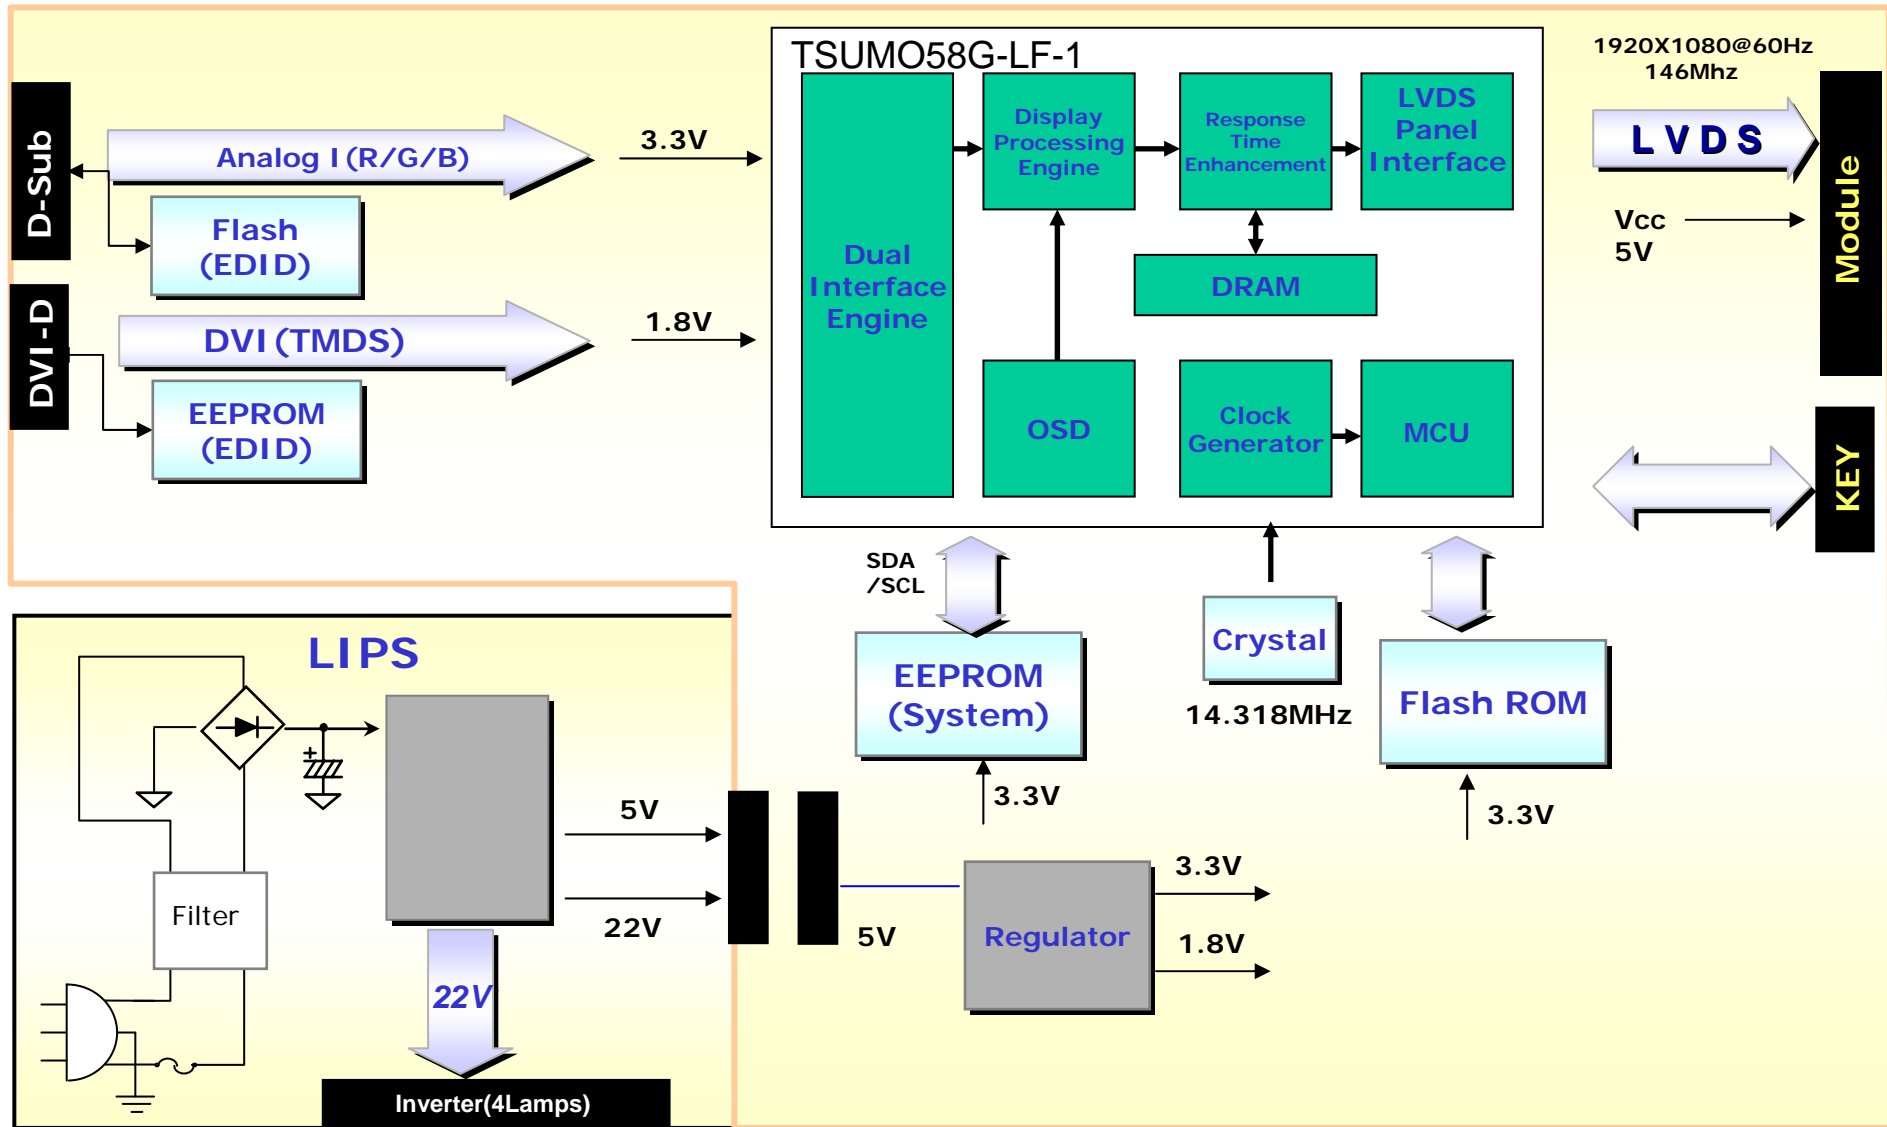 TSUMO58G-LF-1
1920X1080@60Hz
146Mhz
D-Sub
Analog I(R/G/B)
3.3V
Flash
(EDID)
DVI-D
DVI(TMDS)
1.8V
EEPROM
(EDID)
Dual
Interface
Engine
Display
Processing
Engine
Response
Time
Enhancement
LVDS
Panel
Interface
DRAM
OSD
Clock
Generator
MCU
LVDS
Vcc
5V
Module
KEY
SDA
/SCL
EEPROM
(System)
3.3V
Crystal
14.318MHz
Flash ROM
3.3V
LIPS
+
Filter
5V
22V
22V
Inverter(4Lamps)
5V
Regulator
3.3V
1.8V